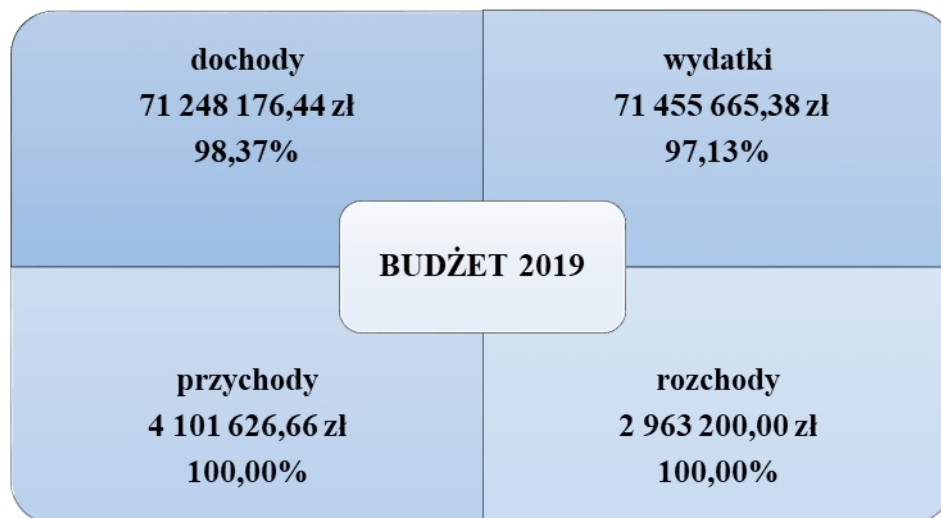 dochody
71 248 176,44 zł
98,37%
wydatki
71 455 665,38 zł
97,13%
BUDŻET 2019
przychody
4 101 626,66 zł
100,00%
rozchody
2 963 200,00 zł
100,00%